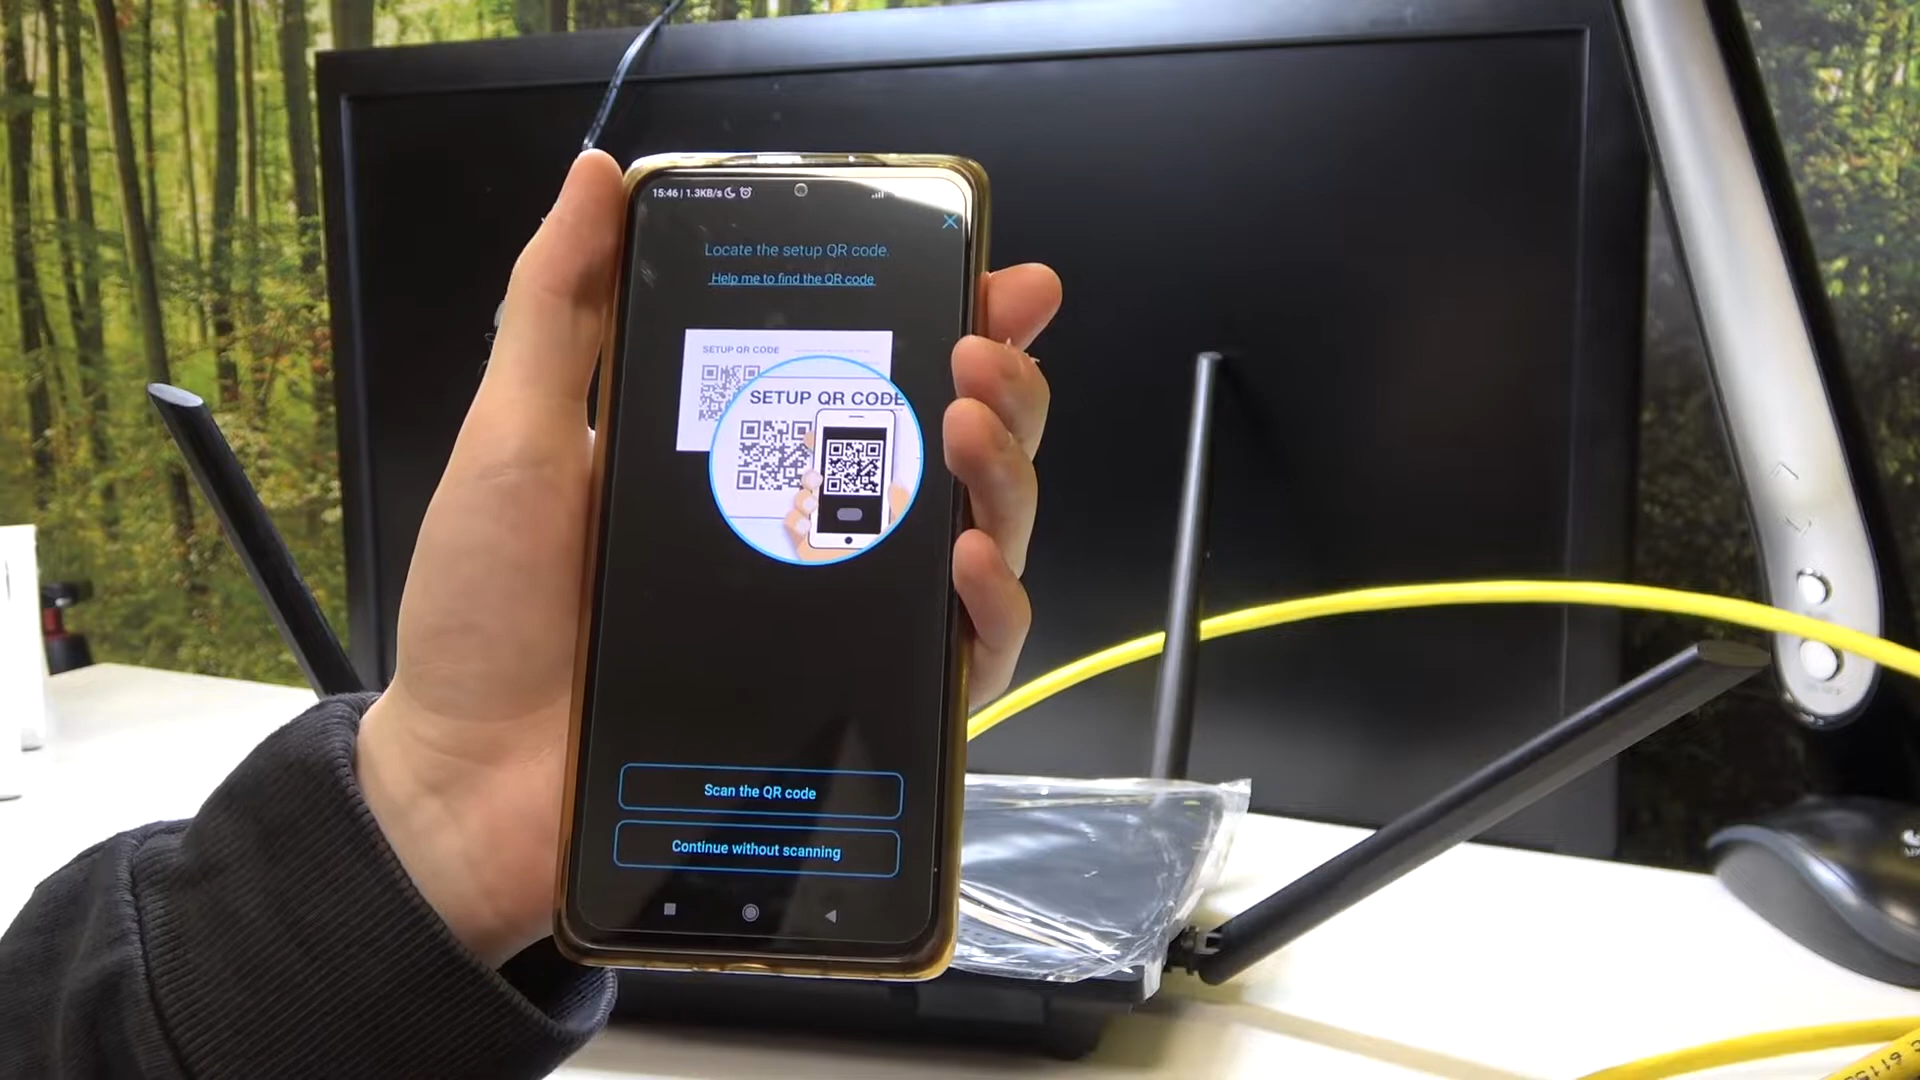 15:46 | 1.3KB/s
Locate the setup QR code.
Help me to find the QR code
SETUP QR CODE
SETUP QR CODE
Scan the QR code
Continue without scanning